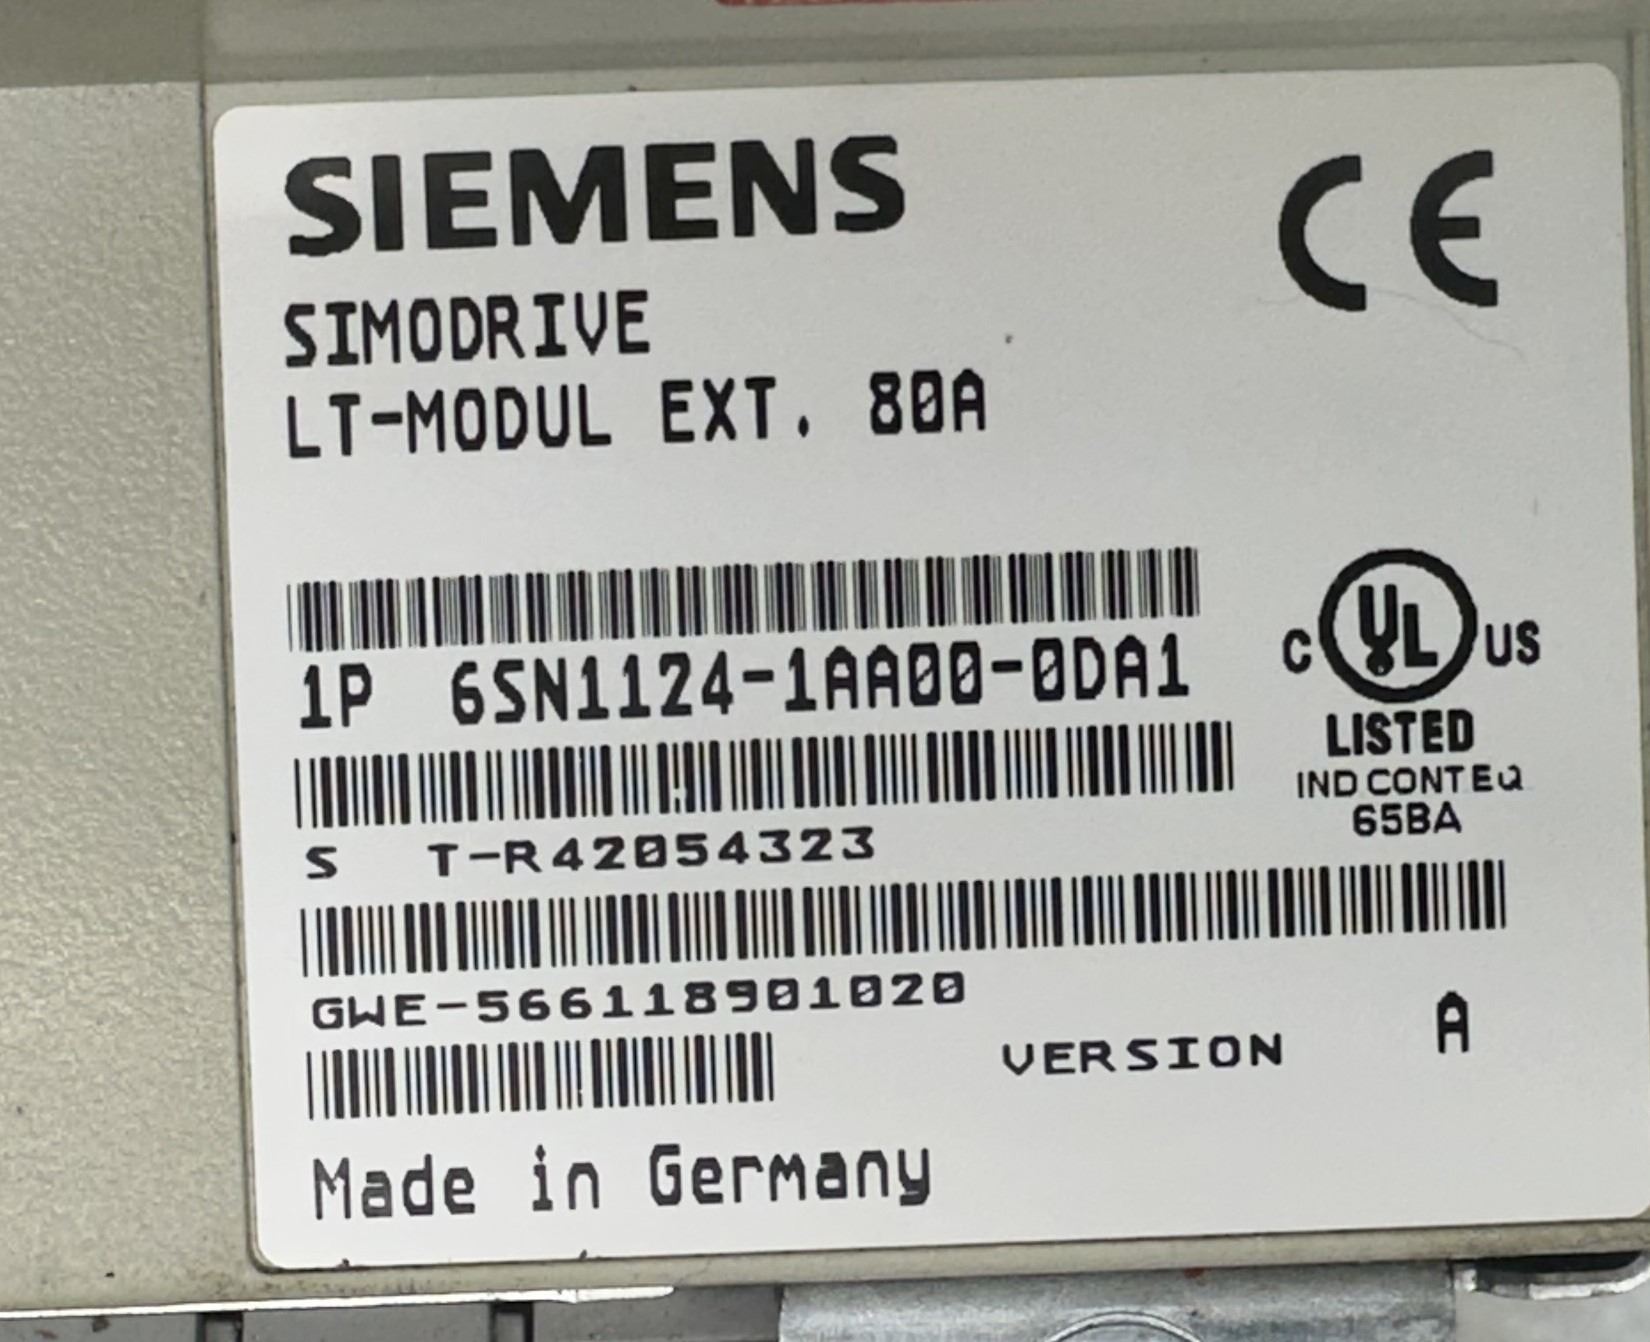 SIEMENS
CE
SIMODRIVE
LT-MODUL EXT. 80A
1P 6SN1124-1AA00-0DA1
C UL US
LISTED
IND CONT EQ
65BA
S T-R42054323
GWE-566118901020
VERSION A
Made in Germany